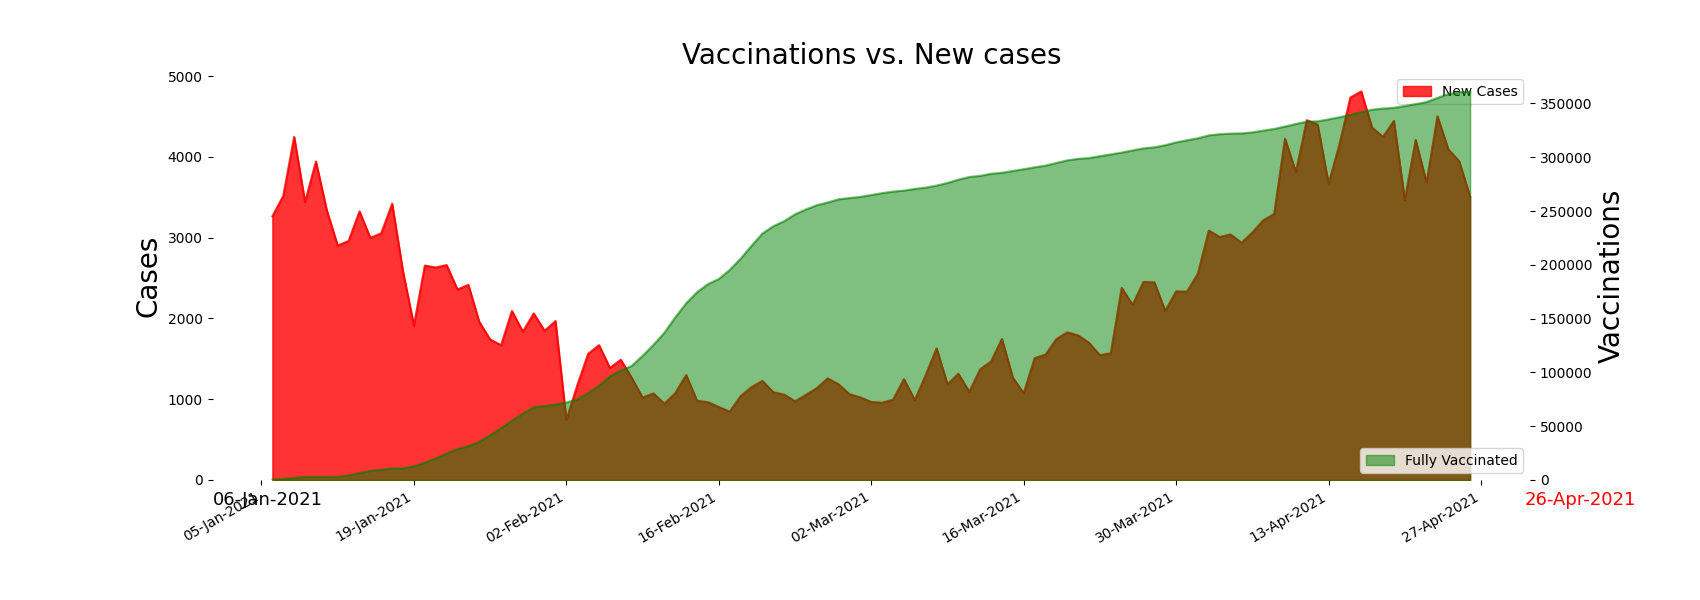 Vaccinations vs. New cases
5000
4000
3000
2000
1000
0
Cases
New Cases
350000
300000
250000
200000
150000
100000
50000
0
Vaccinations
Fully Vaccinated
06-Jan-2021
26-Apr-2021
05-Jan-2021
19-Jan-2021
02-Feb-2021
16-Feb-2021
02-Mar-2021
16-Mar-2021
30-Mar-2021
13-Apr-2021
27-Apr-2021